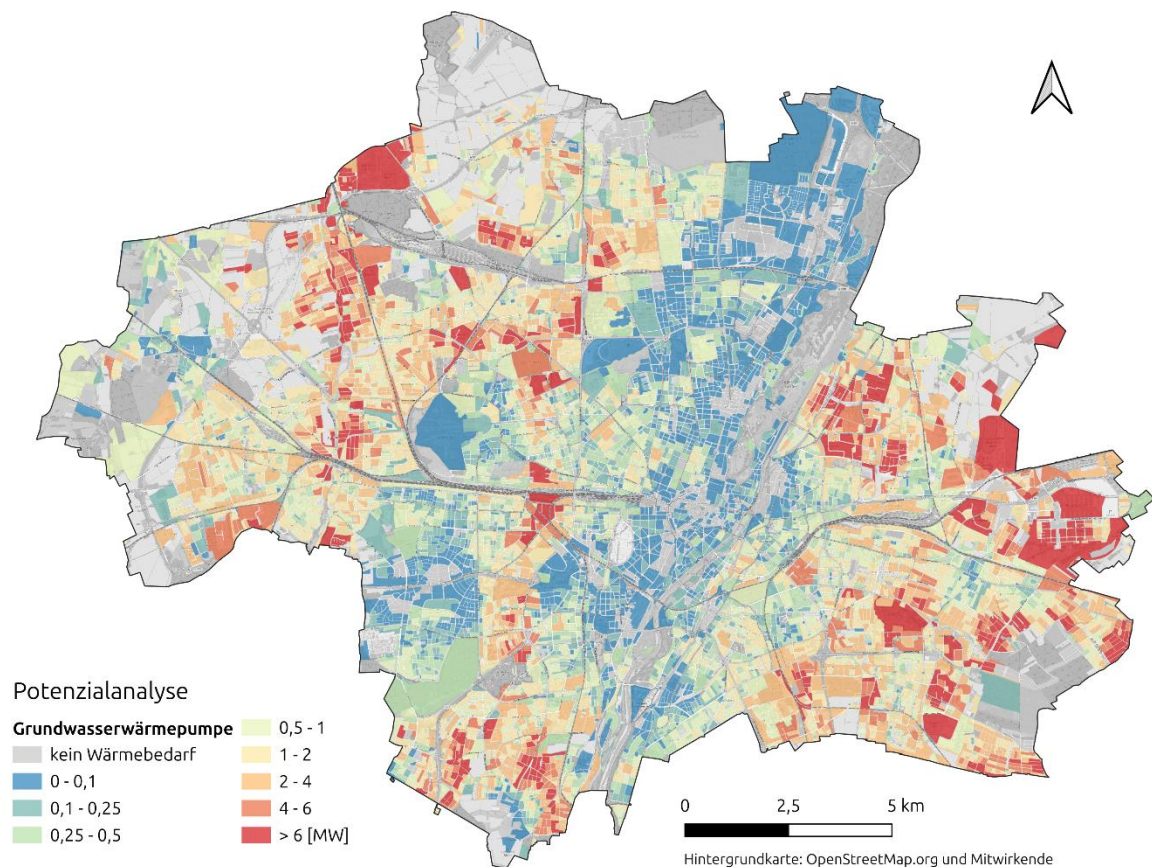 Potenzialanalyse
Grundwasserwärmepumpe
kein Wärmebedarf
0 - 0,1
0,1 - 0,25
0,25 - 0,5
0,5 - 1
1 - 2
2 - 4
4 - 6
> 6 [MW]
0 2,5 5 km
Hintergrundkarte: OpenStreetMap.org und Mitwirkende